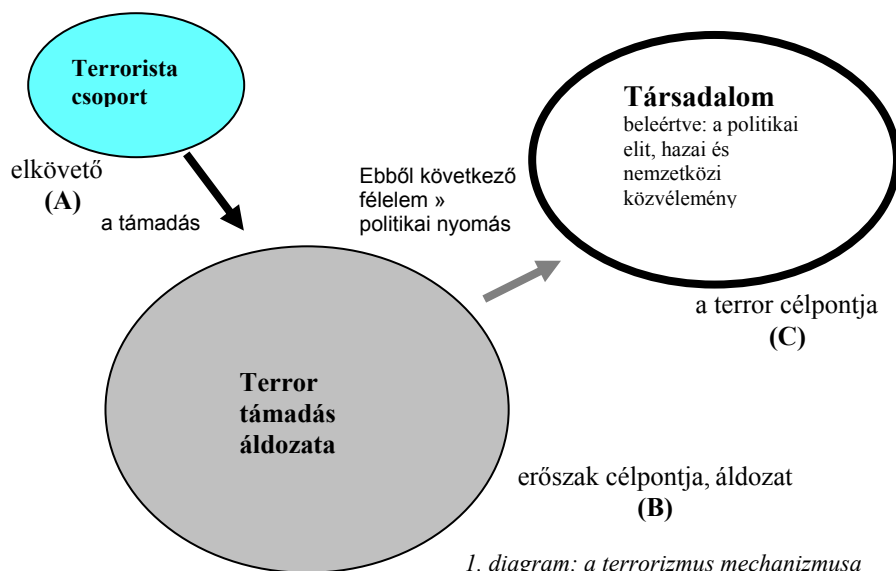 Terrorista
csoport
elkövető
(A)
a támadás
Ebből következő
félelem »
politikai nyomás
Társadalom
beleértve: a politikai
elit, hazai és
nemzetközi
közvélemény
a terror célpontja
(C)
Terror
támadás
áldozata
erőszak célpontja, áldozat
(B)
1. diagram: a terrorizmus mechanizmusa